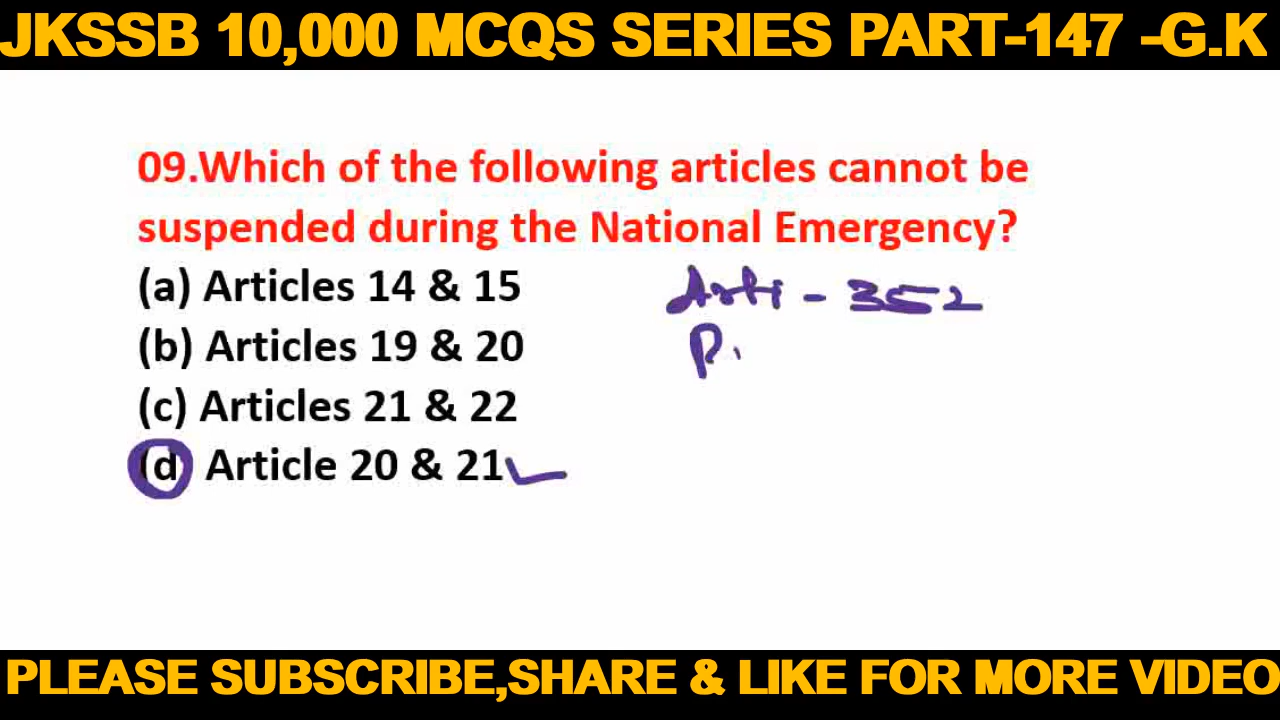 JKSSB 10,000 MCQS SERIES PART-147 -G.K
09.Which of the following articles cannot be
suspended during the National Emergency?
(a) Articles 14 & 15
Arti - 352
(b) Articles 19 & 20
P
(c) Articles 21 & 22
(d) Article 20 & 21
PLEASE SUBSCRIBE,SHARE & LIKE FOR MORE VIDEO